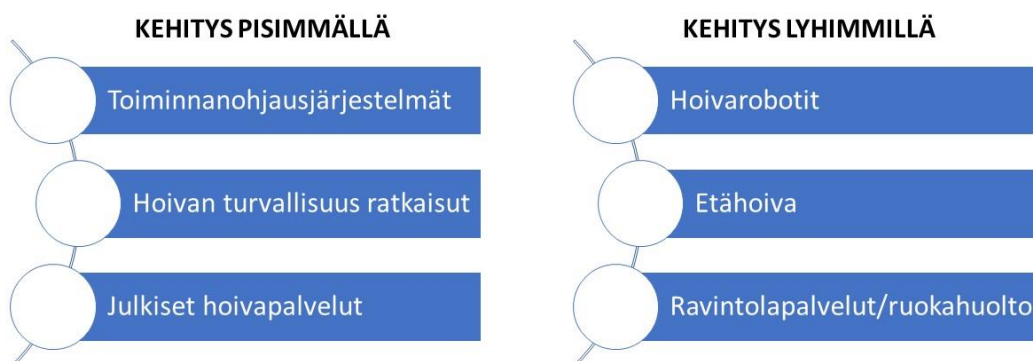 KEHITYS PISIMMÄLLÄ
Toiminnanohjausjärjestelmät
Hoivan turvallisuus ratkaisut
Julkiset hoivapalvelut
KEHITYS LYHIMMILLÄ
Hoivarobotit
Etähoiva
Ravintolapalvelut/ruokahuolto